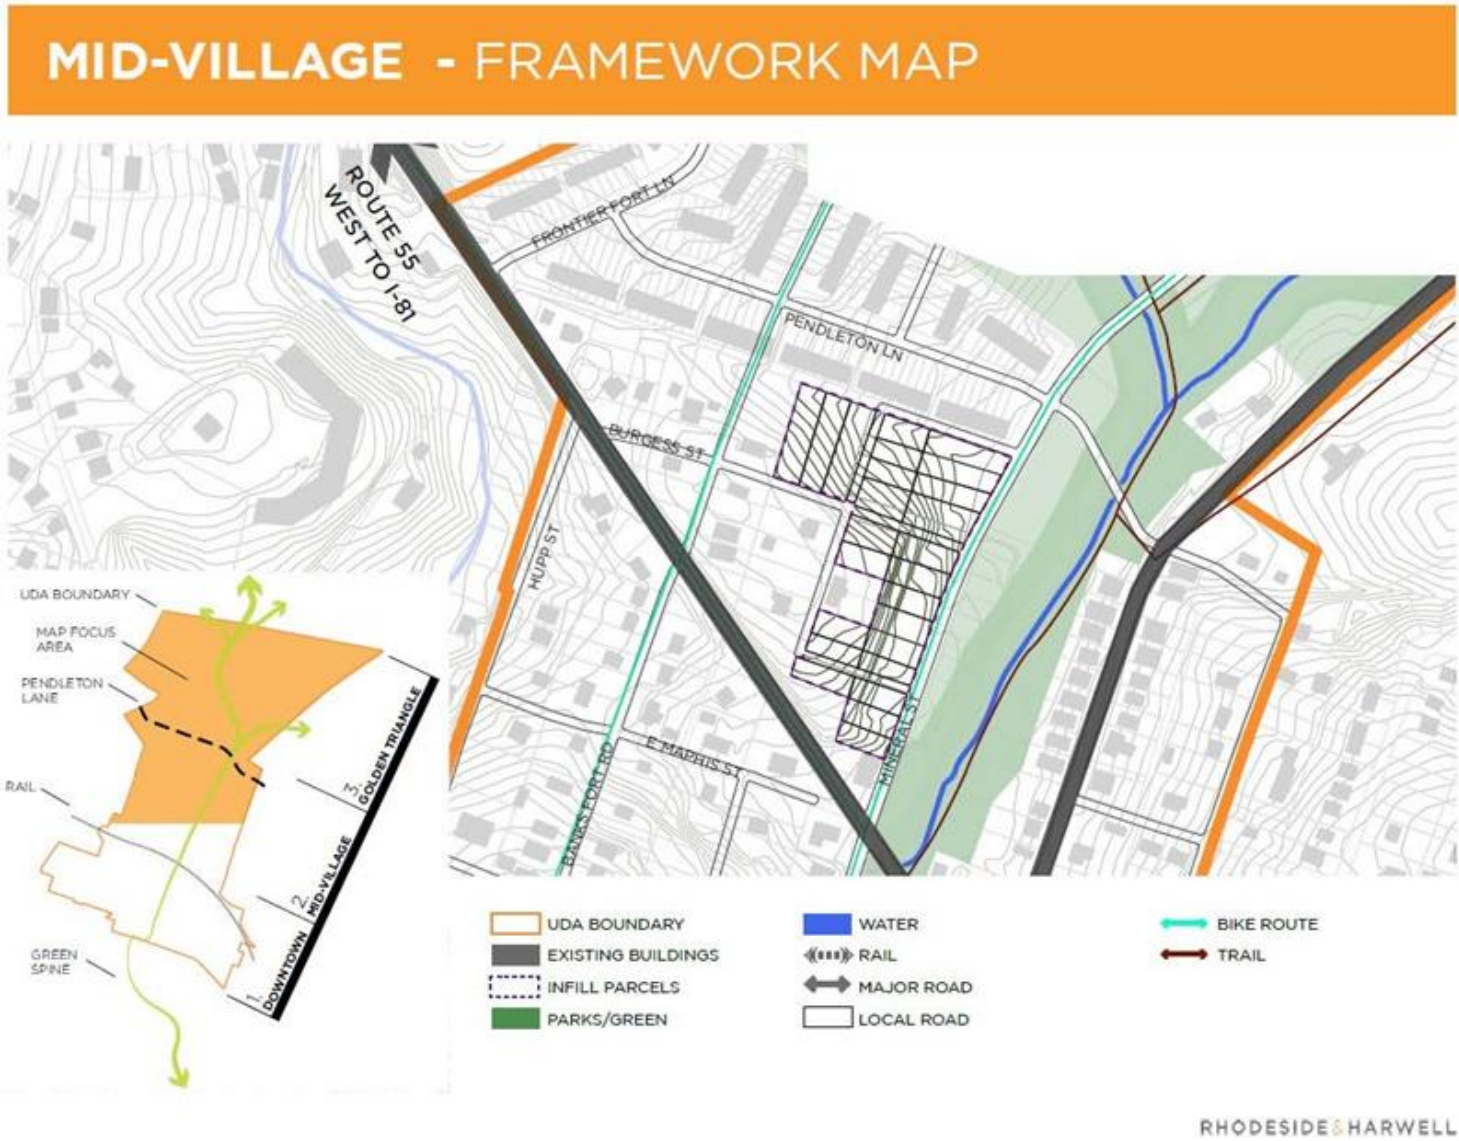 MID-VILLAGE - FRAMEWORK MAP
ROUTE 55
WEST TO I-81
FRONTIER FORT LN
PENDLETON LN
BURGESS ST
HUPP ST
E MAPHIS ST
BANKS FORT RD
MINERAL ST
UDA BOUNDARY
MAP FOCUS
AREA
PENDLETON
LANE
RAIL
GREEN
SPINE
3.
GOLDEN TRIANGLE
2.
MID-VILLAGE
1.
DOWNTOWN
UDA BOUNDARY
EXISTING BUILDINGS
INFILL PARCELS
PARKS/GREEN
WATER
RAIL
MAJOR ROAD
LOCAL ROAD
BIKE ROUTE
TRAIL
RHODESIDE&HARWELL